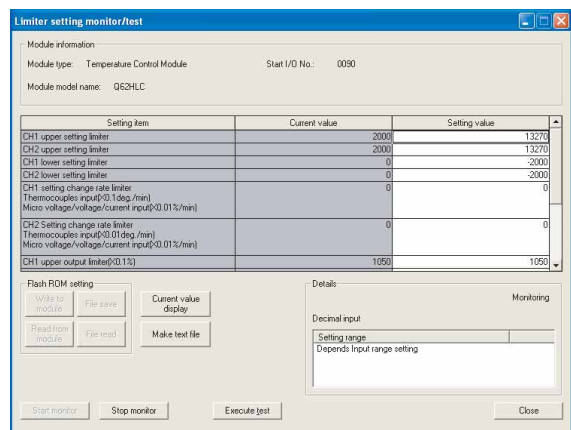 Limiter setting monitor/test
Module information
Module type: Temperature Control Module Start I/O No.: 0090
Module model name: Q62HLC
Setting item Current value Setting value
CH1 upper setting limiter 2000 13270
CH2 upper setting limiter 2000 13270
CH1 lower setting limiter 0 -2000
CH2 lower setting limiter 0 -2000
CH1 setting change rate limiter 0 0
Thermocouples input(X0.1deg./min)
Micro voltage/voltage/current input(X0.01%/min)
CH2 Setting change rate limiter 0 0
Thermocouples input(X0.01deg./min)
Micro voltage/voltage/current input(X0.01%/min)
CH1 upper output limiter(X0.1%) 1050 1050
Flash ROM setting
Write to
module
File save
Current value
display
Read from
module
File read
Make text file
Details
Monitoring
Decimal input
Setting range
Depends Input range setting
Start monitor Stop monitor Execute test Close